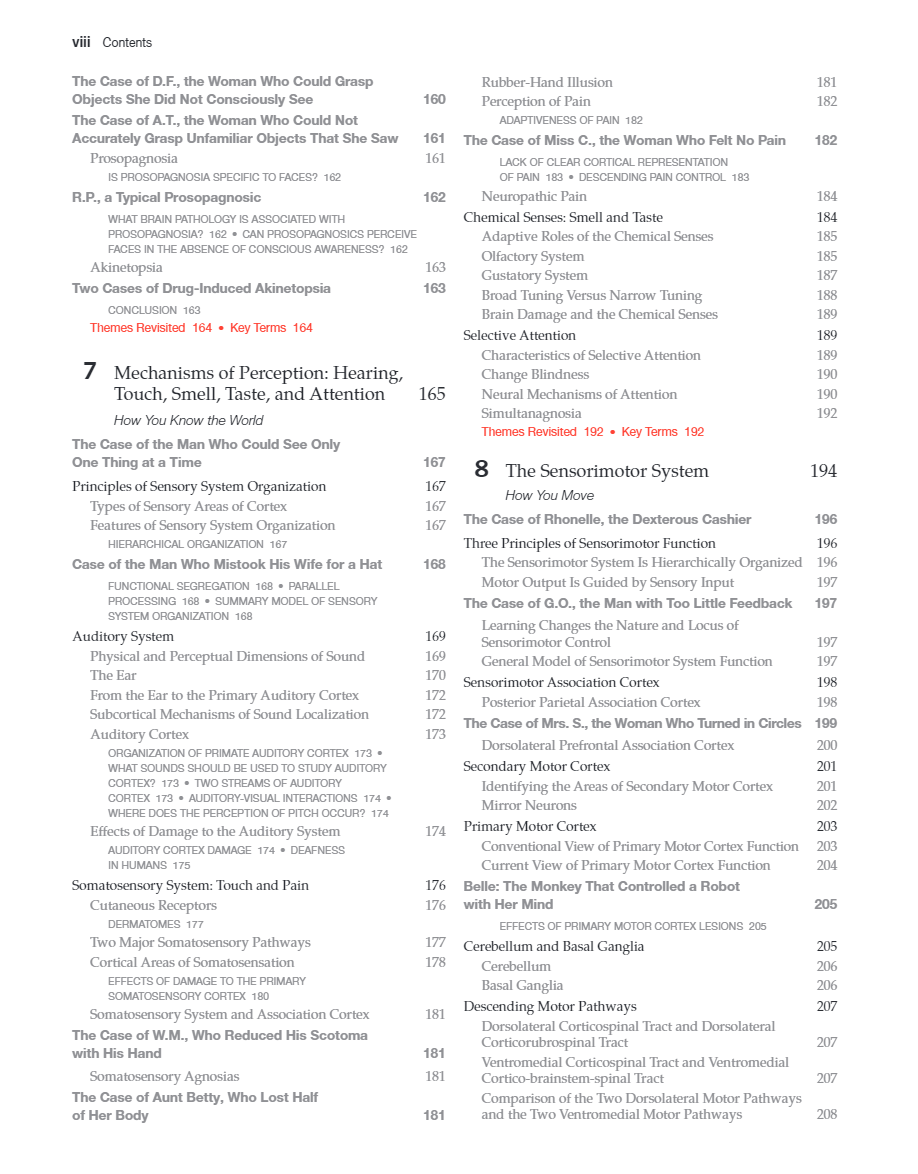 viii Contents
The Case of D.F., the Woman Who Could Grasp
Objects She Did Not Consciously See 160
The Case of A.T., the Woman Who Could Not
Accurately Grasp Unfamiliar Objects That She Saw 161
Prosopagnosia 161
IS PROSOPAGNOSIA SPECIFIC TO FACES? 162
R.P., a Typical Prosopagnosic 162
WHAT BRAIN PATHOLOGY IS ASSOCIATED WITH
PROSOPAGNOSIA? 162 • CAN PROSOPAGNOSICS PERCEIVE
FACES IN THE ABSENCE OF CONSCIOUS AWARENESS? 162
Akinetopsia 163
Two Cases of Drug-Induced Akinetopsia 163
CONCLUSION 163
Themes Revisited 164 • Key Terms 164
7 Mechanisms of Perception: Hearing,
Touch, Smell, Taste, and Attention 165
How You Know the World
The Case of the Man Who Could See Only
One Thing at a Time 167
Principles of Sensory System Organization 167
Types of Sensory Areas of Cortex 167
Features of Sensory System Organization 167
HIERARCHICAL ORGANIZATION 167
Case of the Man Who Mistook His Wife for a Hat 168
FUNCTIONAL SEGREGATION 168 • PARALLEL
PROCESSING 168 • SUMMARY MODEL OF SENSORY
SYSTEM ORGANIZATION 168
Auditory System 169
Physical and Perceptual Dimensions of Sound 169
The Ear 170
From the Ear to the Primary Auditory Cortex 172
Subcortical Mechanisms of Sound Localization 172
Auditory Cortex 173
ORGANIZATION OF PRIMATE AUDITORY CORTEX 173 •
WHAT SOUNDS SHOULD BE USED TO STUDY AUDITORY
CORTEX? 173 • TWO STREAMS OF AUDITORY
CORTEX 173 • AUDITORY-VISUAL INTERACTIONS 174 •
WHERE DOES THE PERCEPTION OF PITCH OCCUR? 174
Effects of Damage to the Auditory System 174
AUDITORY CORTEX DAMAGE 174 • DEAFNESS
IN HUMANS 175
Somatosensory System: Touch and Pain 176
Cutaneous Receptors 176
DERMATOMES 177
Two Major Somatosensory Pathways 177
Cortical Areas of Somatosensation 178
EFFECTS OF DAMAGE TO THE PRIMARY
SOMATOSENSORY CORTEX 180
Somatosensory System and Association Cortex 181
The Case of W.M., Who Reduced His Scotoma
with His Hand 181
Somatosensory Agnosias 181
The Case of Aunt Betty, Who Lost Half
of Her Body 181
Rubber-Hand Illusion 181
Perception of Pain 182
ADAPTIVENESS OF PAIN 182
The Case of Miss C., the Woman Who Felt No Pain 182
LACK OF CLEAR CORTICAL REPRESENTATION
OF PAIN 183 • DESCENDING PAIN CONTROL 183
Neuropathic Pain 184
Chemical Senses: Smell and Taste 184
Adaptive Roles of the Chemical Senses 185
Olfactory System 185
Gustatory System 187
Broad Tuning Versus Narrow Tuning 188
Brain Damage and the Chemical Senses 189
Selective Attention 189
Characteristics of Selective Attention 189
Change Blindness 190
Neural Mechanisms of Attention 190
Simultanagnosia 192
Themes Revisited 192 • Key Terms 192
8 The Sensorimotor System 194
How You Move
The Case of Rhonelle, the Dexterous Cashier 196
Three Principles of Sensorimotor Function 196
The Sensorimotor System Is Hierarchically Organized 196
Motor Output Is Guided by Sensory Input 197
The Case of G.O., the Man with Too Little Feedback 197
Learning Changes the Nature and Locus of
Sensorimotor Control 197
General Model of Sensorimotor System Function 197
Sensorimotor Association Cortex 198
Posterior Parietal Association Cortex 198
The Case of Mrs. S., the Woman Who Turned in Circles 199
Dorsolateral Prefrontal Association Cortex 200
Secondary Motor Cortex 201
Identifying the Areas of Secondary Motor Cortex 201
Mirror Neurons 202
Primary Motor Cortex 203
Conventional View of Primary Motor Cortex Function 203
Current View of Primary Motor Cortex Function 204
Belle: The Monkey That Controlled a Robot
with Her Mind 205
EFFECTS OF PRIMARY MOTOR CORTEX LESIONS 205
Cerebellum and Basal Ganglia 205
Cerebellum 206
Basal Ganglia 206
Descending Motor Pathways 207
Dorsolateral Corticospinal Tract and Dorsolateral
Corticorubrospinal Tract 207
Ventromedial Corticospinal Tract and Ventromedial
Cortico-brainstem-spinal Tract 207
Comparison of the Two Dorsolateral Motor Pathways
and the Two Ventromedial Motor Pathways 208